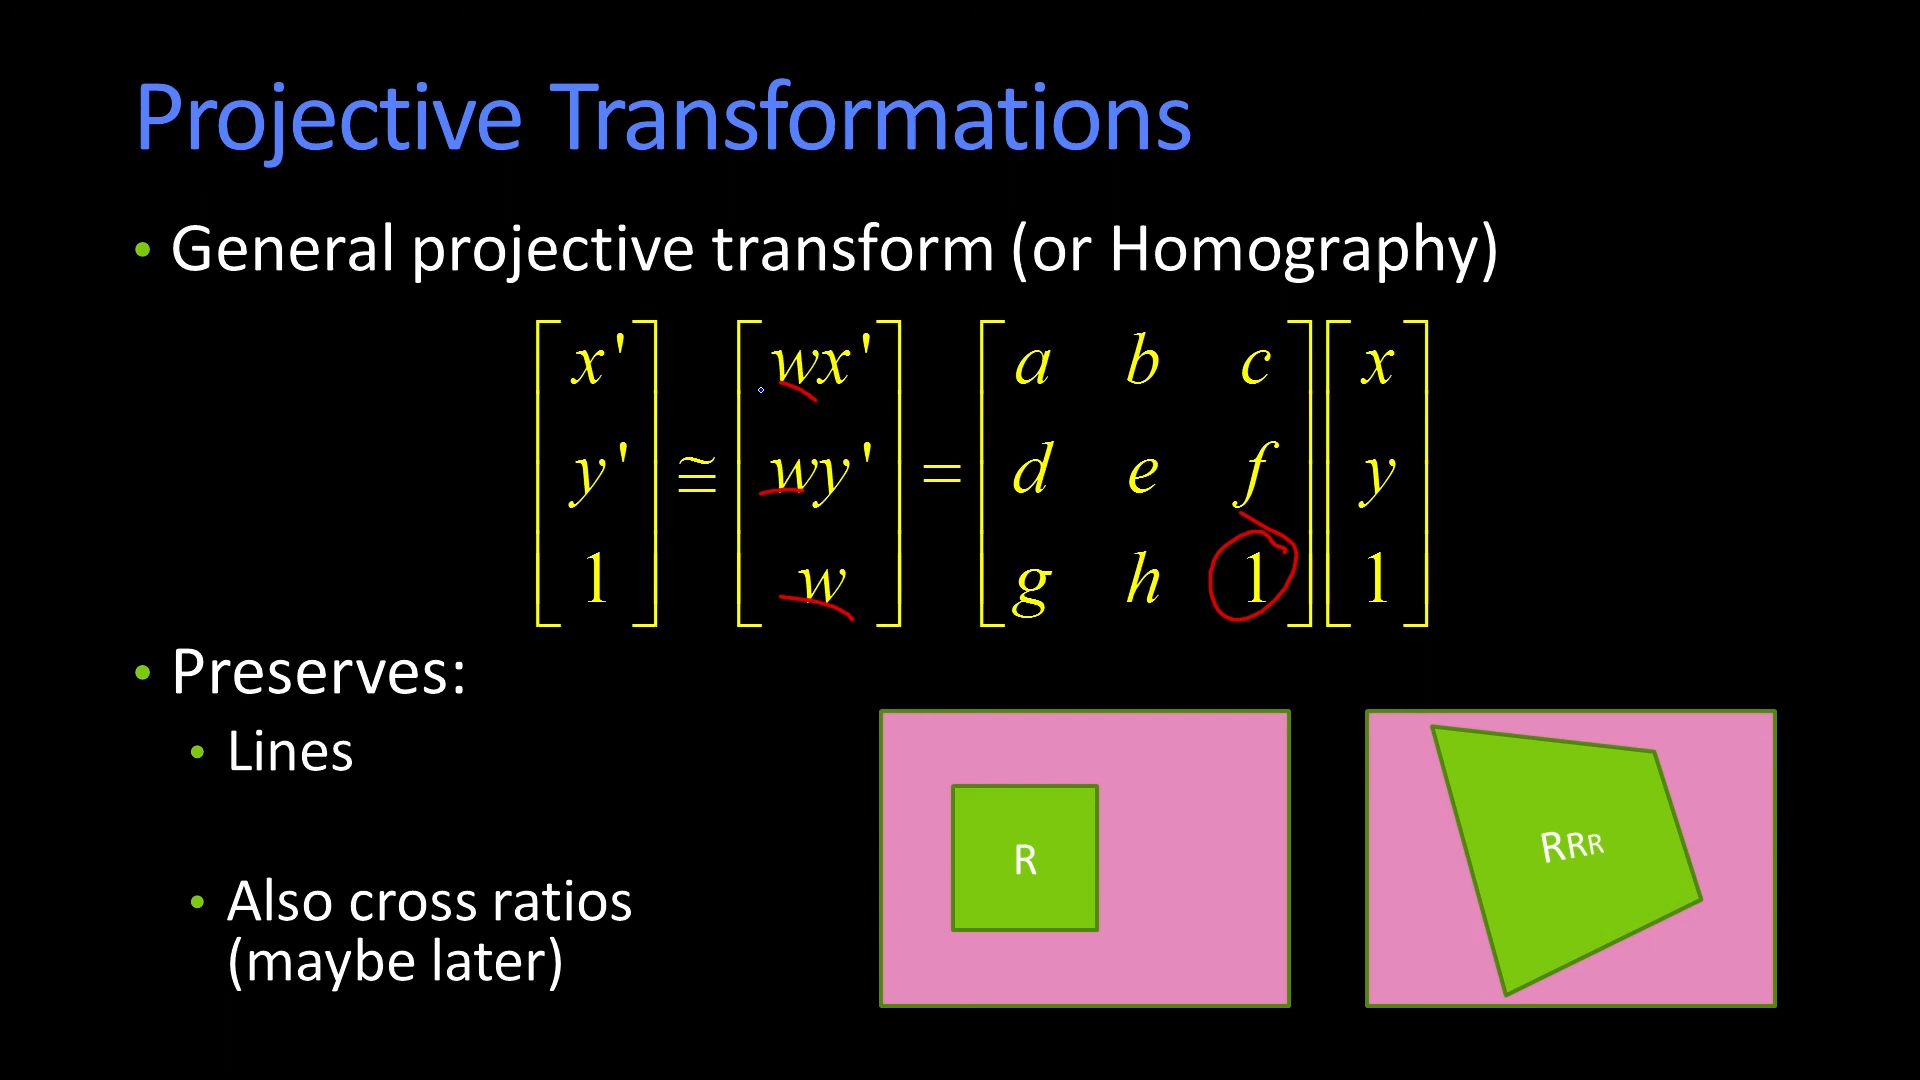 Projective Transformations
• General projective transform (or Homography)
[x'] ≅ [wx'] = [a b c] [x]
[y'] ≅ [wy'] = [d e f] [y]
[1] ≅ [w] = [g h 1] [1]
• Preserves:
• Lines
• Also cross ratios
(maybe later)
R
RRR